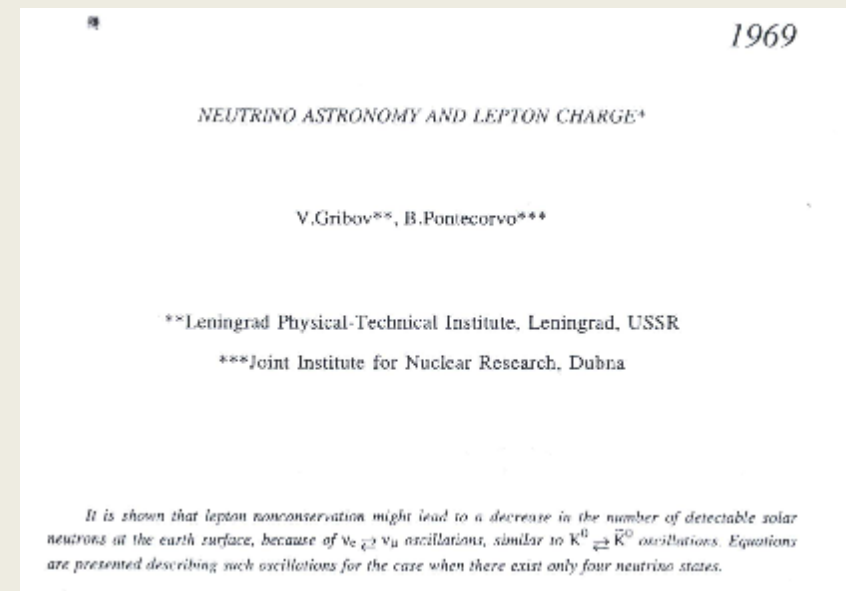 1969
NEUTRINO ASTRONOMY AND LEPTON CHARGE*
V.Gribov**, B.Pontecorvo***
**Leningrad Physical-Technical Institute, Leningrad, USSR
***Joint Institute for Nuclear Research, Dubna
It is shown that lepton nonconservation might lead to a decrease in the number of detectable solar
neutrons at the earth surface, because of νe ⇄ νμ oscillations, similar to K⁰ ⇄ K̄⁰ oscillations. Equations
are presented describing such oscillations for the case when there exist only four neutrino states.